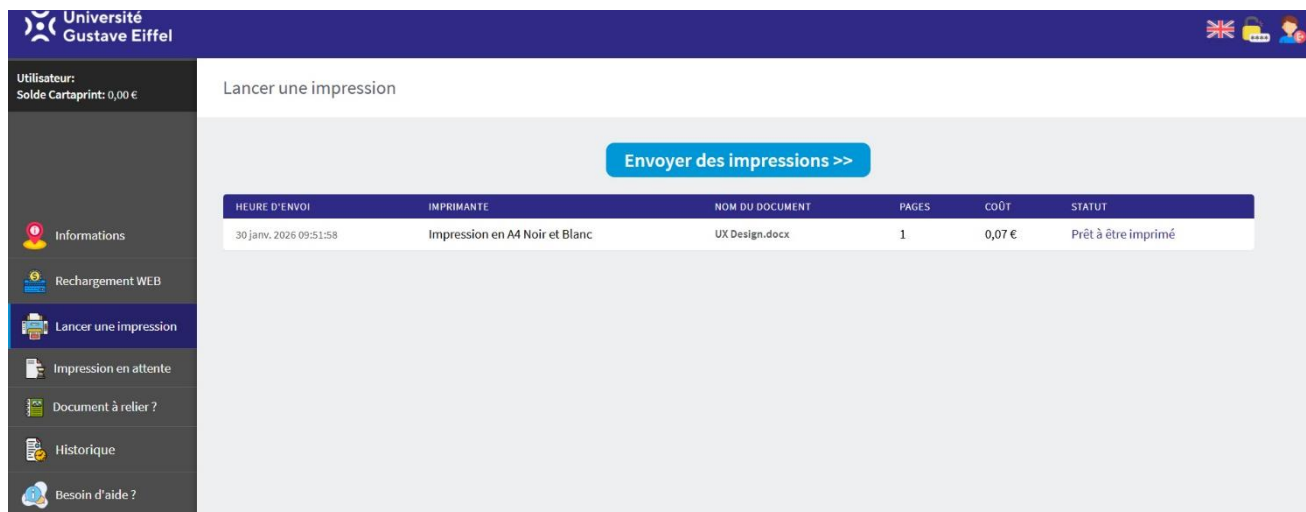 Université
Gustave Eiffel
Utilisateur:
Solde Cartaprint: 0,00 €
Lancer une impression
Envoyer des impressions >>
HEURE D'ENVOI IMPRIMANTE NOM DU DOCUMENT PAGES COÛT STATUT
30 janv. 2026 09:51:58 Impression en A4 Noir et Blanc UX Design.docx 1 0,07 € Prêt à être imprimé
Informations
Rechargement WEB
Lancer une impression
Impression en attente
Document à relier ?
Historique
Besoin d'aide ?